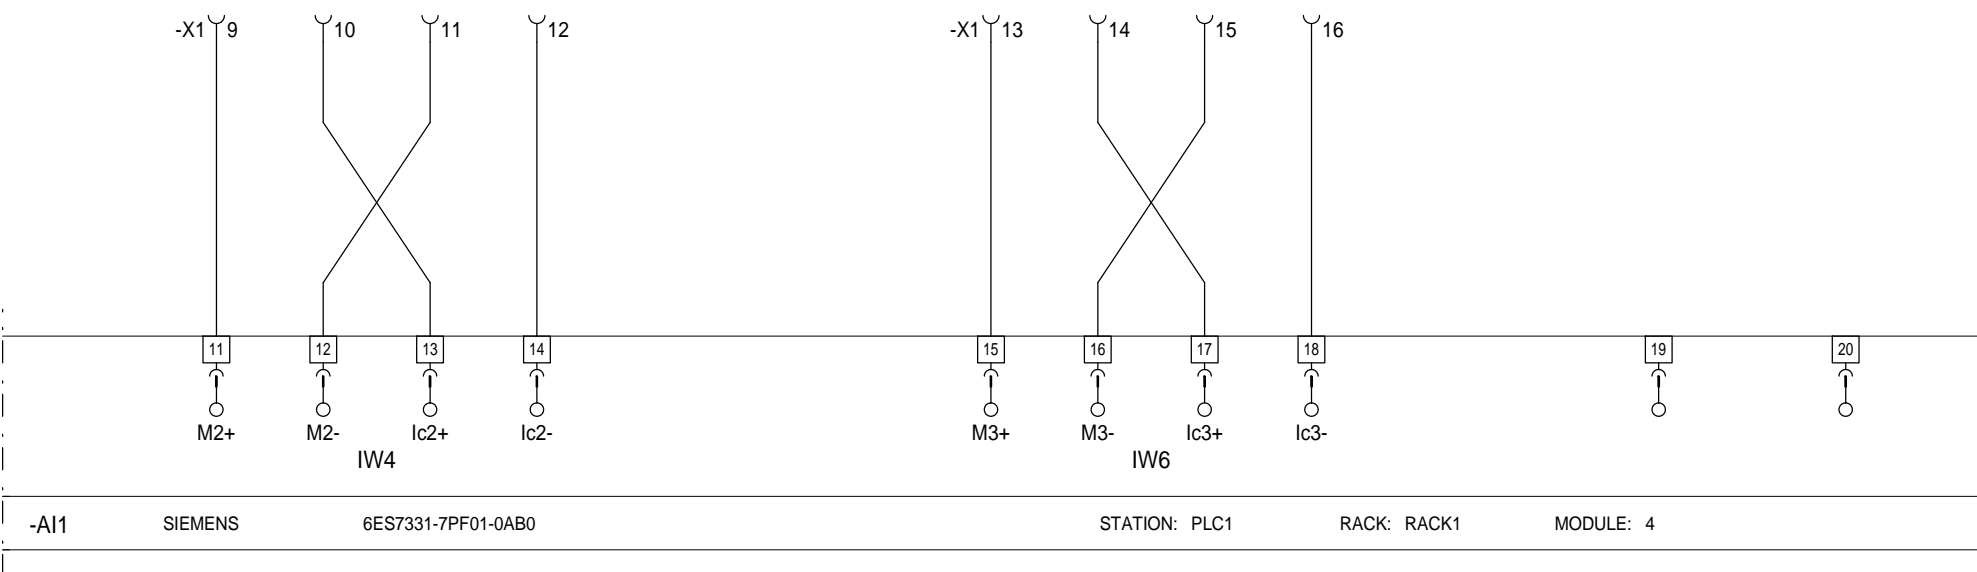 -X1 9 10 11 12 -X1 13 14 15 16
11 12 13 14 15 16 17 18 19 20
M2+ M2- Ic2+ Ic2- M3+ M3- Ic3+ Ic3-
IW4 IW6
-AI1 SIEMENS 6ES7331-7PF01-0AB0 STATION: PLC1 RACK: RACK1 MODULE: 4